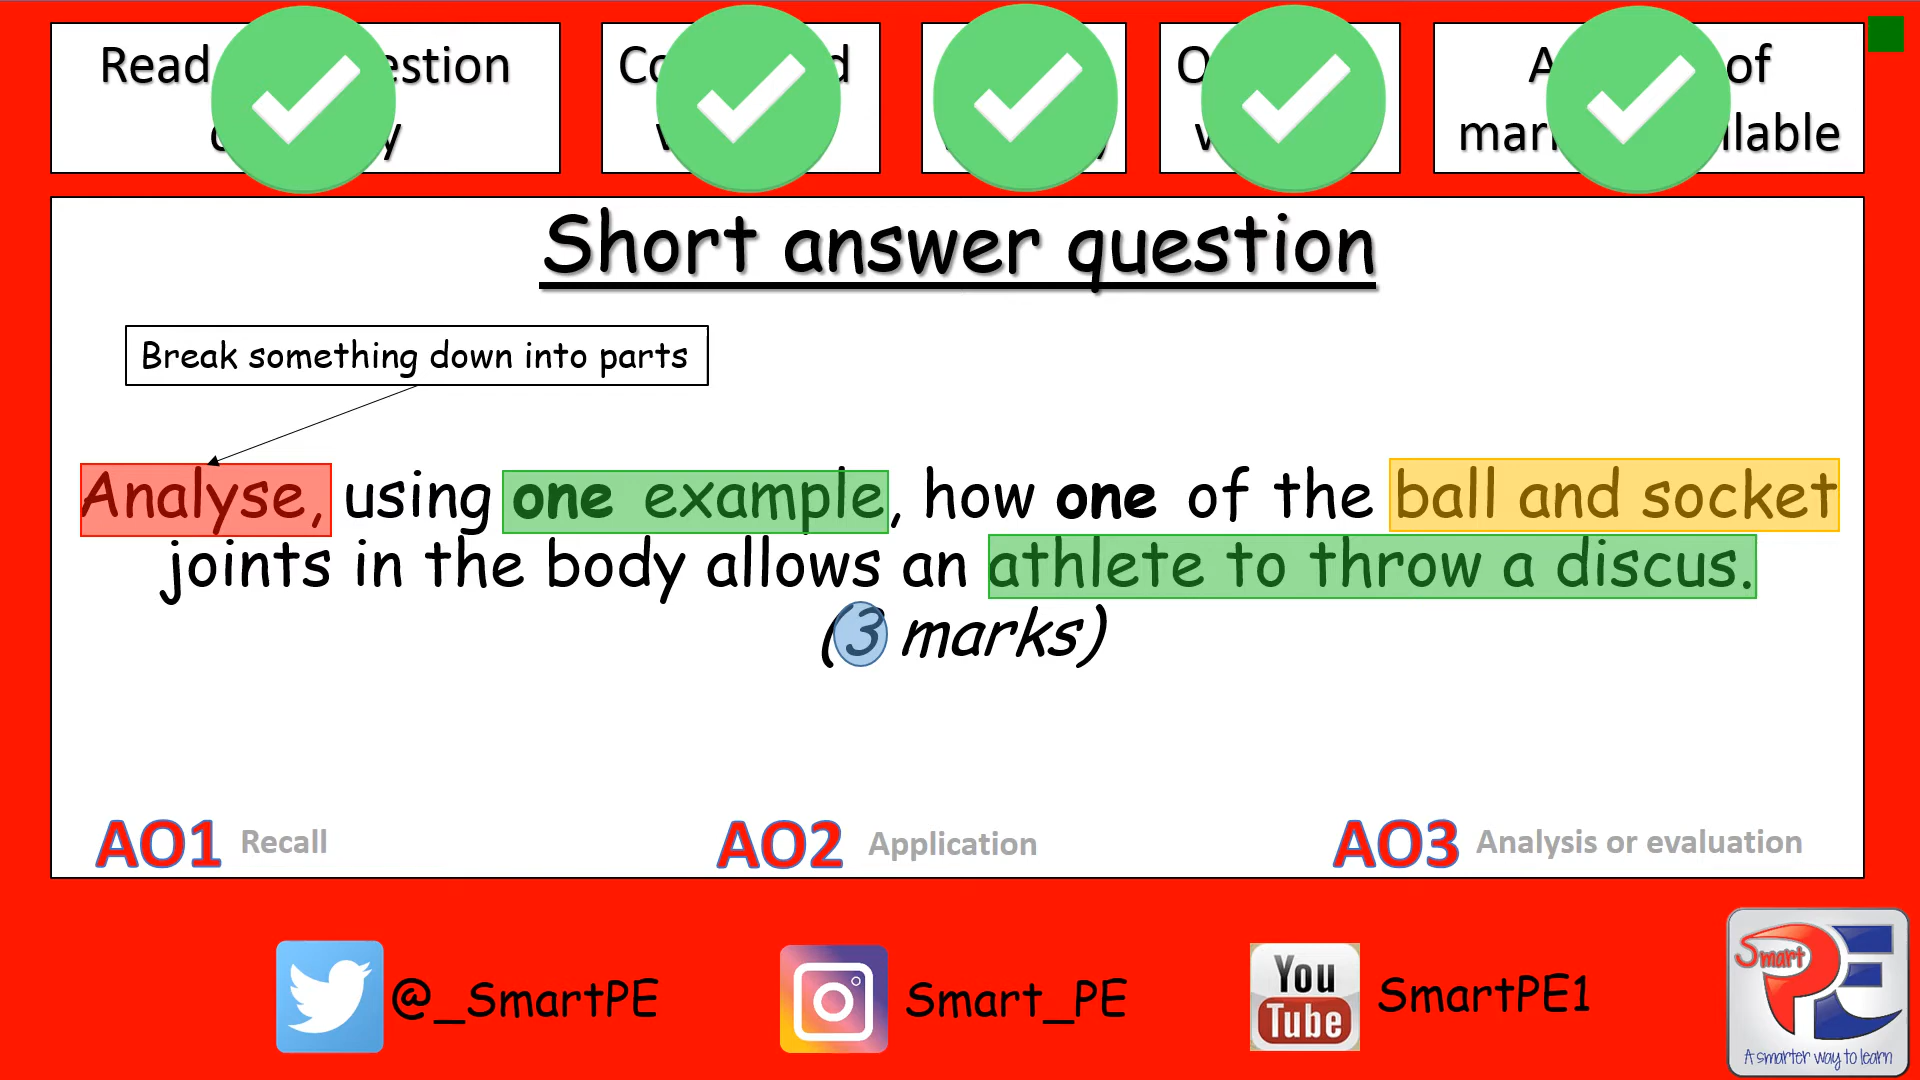 Read
estion
of
mar
ilable
Short answer question
Break something down into parts
Analyse, using one example, how one of the ball and socket
joints in the body allows an athlete to throw a discus.
(3 marks)
AO1 Recall
AO2 Application
AO3 Analysis or evaluation
@_SmartPE
Smart_PE
You
Tube
SmartPE1
Smart
PE
A smarter way to learn